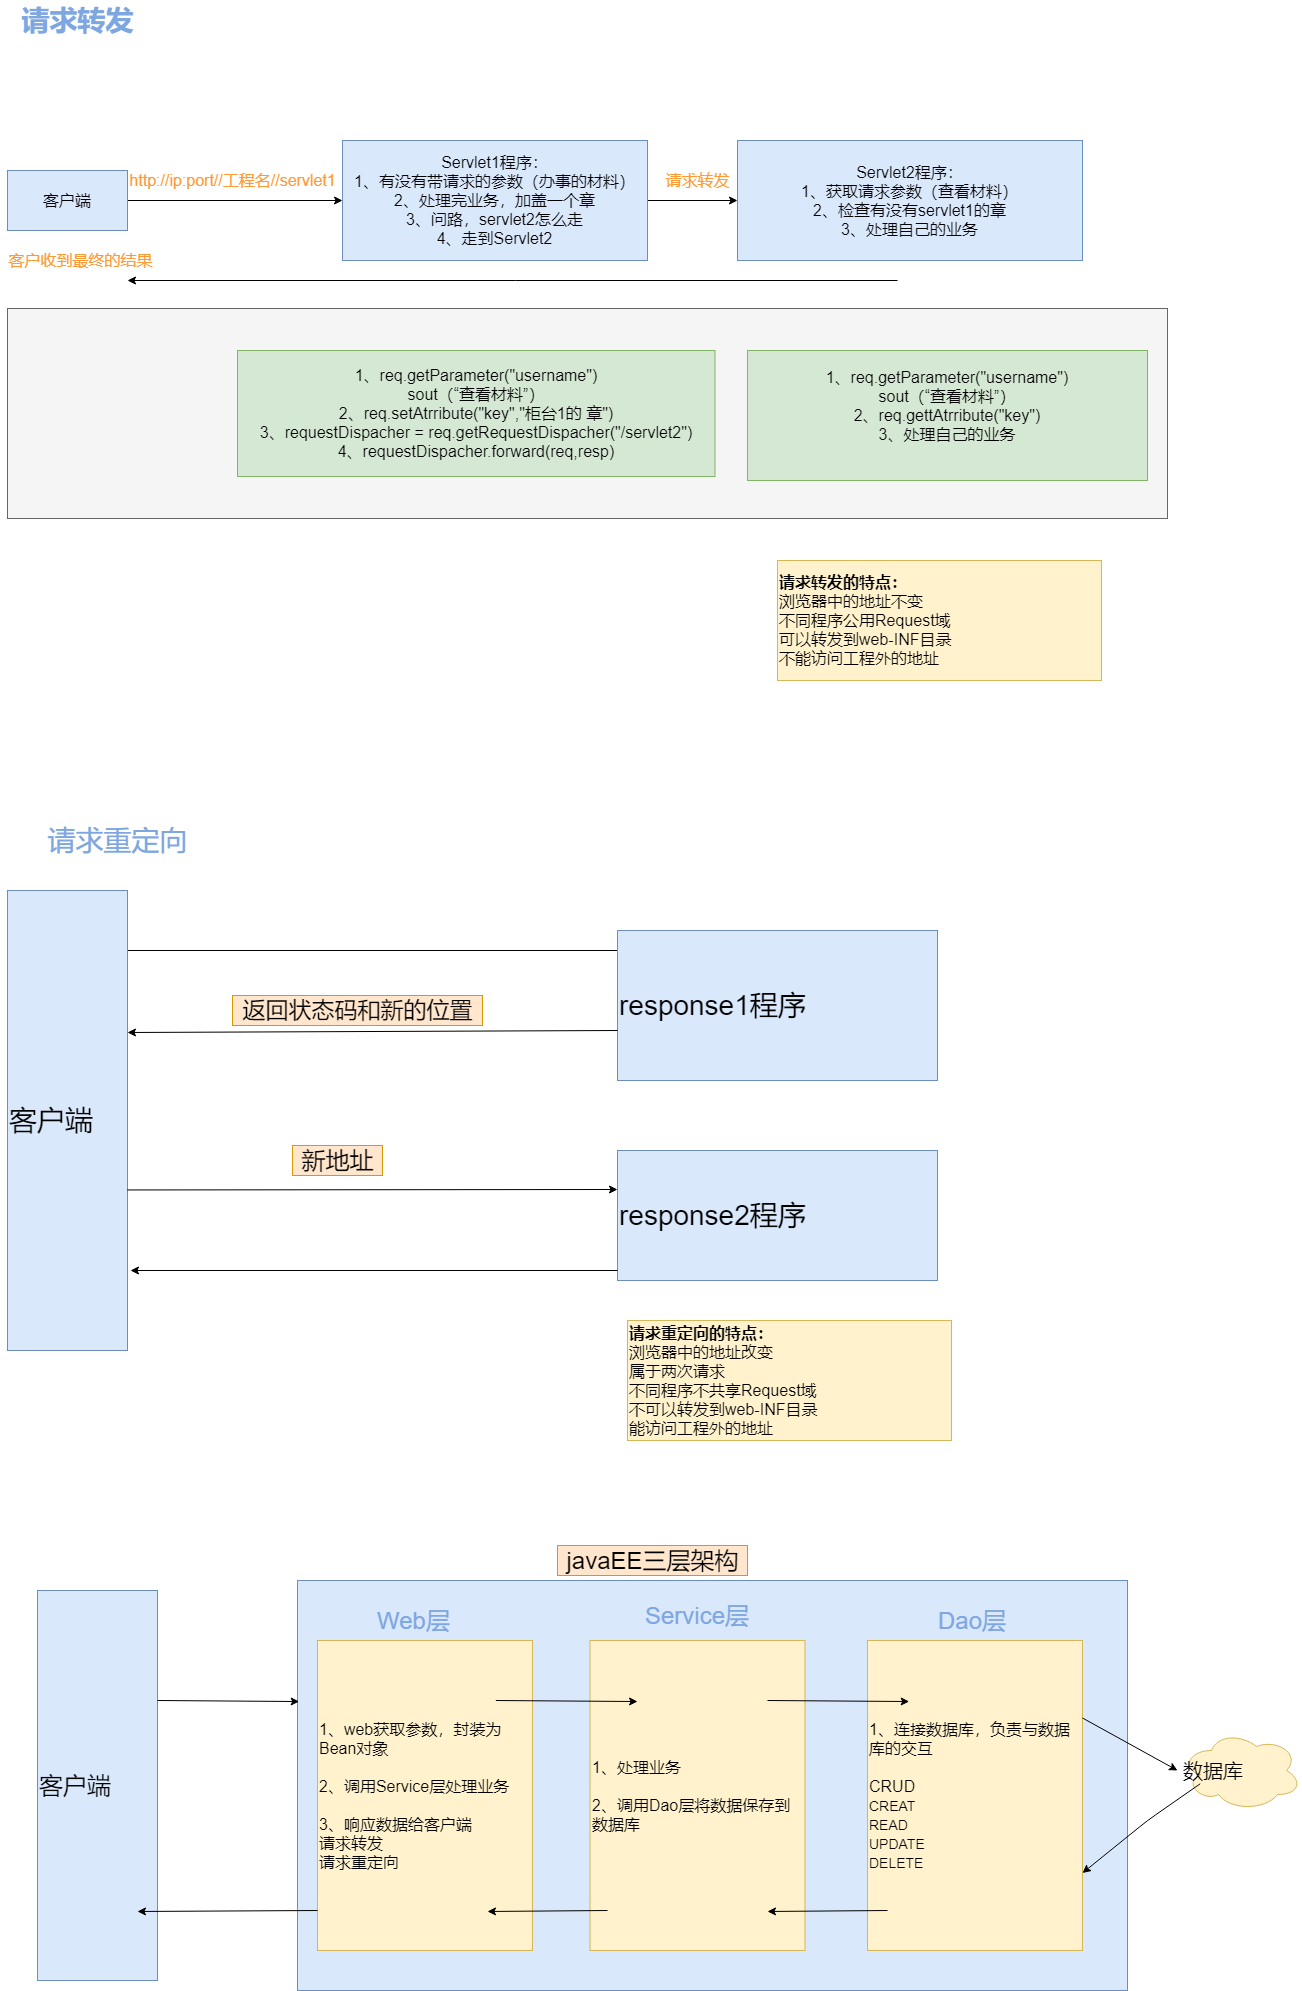 请求转发
客户端
http://ip:port//工程名//servlet1
Servlet1程序：
1、有没有带请求的参数（办事的材料）
2、处理完业务，加盖一个章
3、问路，servlet2怎么走
4、走到Servlet2
请求转发
Servlet2程序：
1、获取请求参数（查看材料）
2、检查有没有servlet1的章
3、处理自己的业务
客户收到最终的结果
1、req.getParameter("username")
sout（“查看材料”）
2、req.setAtrribute("key","柜台1的 章")
3、requestDispacher = req.getRequestDispacher("/servlet2")
4、requestDispacher.forward(req,resp)
1、req.getParameter("username")
sout（“查看材料”）
2、req.gettAtrribute("key")
3、处理自己的业务
请求转发的特点：
浏览器中的地址不变
不同程序公用Request域
可以转发到web-INF目录
不能访问工程外的地址
请求重定向
客户端
返回状态码和新的位置
response1程序
新地址
response2程序
请求重定向的特点：
浏览器中的地址改变
属于两次请求
不同程序不共享Request域
不可以转发到web-INF目录
能访问工程外的地址
javaEE三层架构
客户端
Web层
1、web获取参数，封装为
Bean对象
2、调用Service层处理业务
3、响应数据给客户端
请求转发
请求重定向
Service层
1、处理业务
2、调用Dao层将数据保存到
数据库
Dao层
1、连接数据库，负责与数据
库的交互
CRUD
CREAT
READ
UPDATE
DELETE
数据库